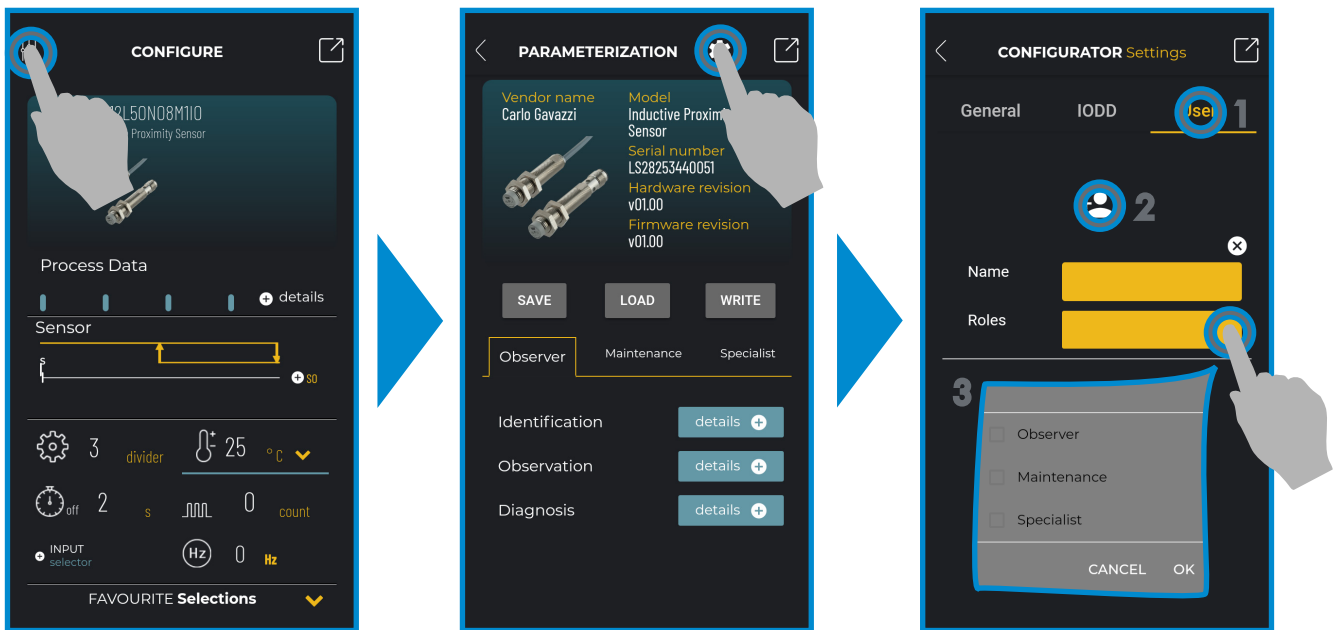 CONFIGURE
2L50N08M1IO
Proximity Sensor
Process Data
details
Sensor
s
SO
3 divider 25 °C
off 2 s 0 count
INPUT
selector
Hz 0 Hz
FAVOURITE Selections
PARAMETERIZATION
Vendor name
Carlo Gavazzi
Model
Inductive Proxim
Sensor
Serial number
LS28253440051
Hardware revision
v01.00
Firmware revision
v01.00
SAVE LOAD WRITE
Observer Maintenance Specialist
Identification details
Observation details
Diagnosis details
CONFIGURATOR Settings
General IODD User 1
2
Name
Roles
3
Observer
Maintenance
Specialist
CANCEL OK